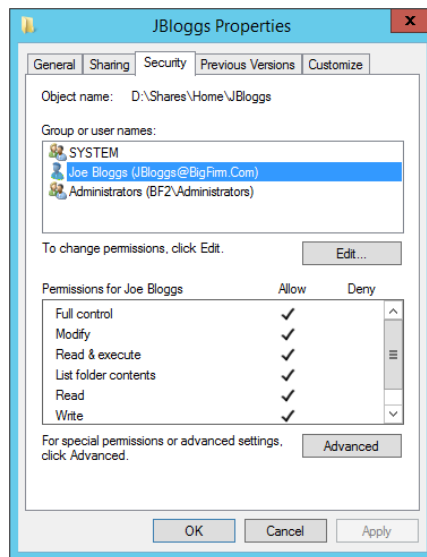 JBloggs Properties
x
General Sharing Security Previous Versions Customize
Object name: D:\Shares\Home\JBloggs
Group or user names:
SYSTEM
Joe Bloggs (JBloggs@BigFirm.Com)
Administrators (BF2\Administrators)
To change permissions, click Edit.
Edit...
Permissions for Joe Bloggs Allow Deny
Full control
Modify
Read & execute
List folder contents
Read
Write
For special permissions or advanced settings,
click Advanced.
Advanced
OK Cancel Apply